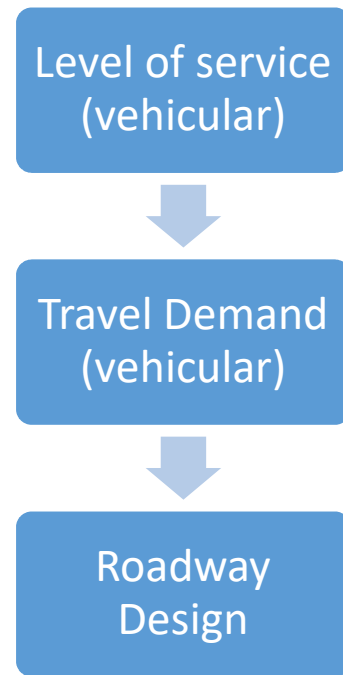 Level of service
(vehicular)
Travel Demand
(vehicular)
Roadway
Design